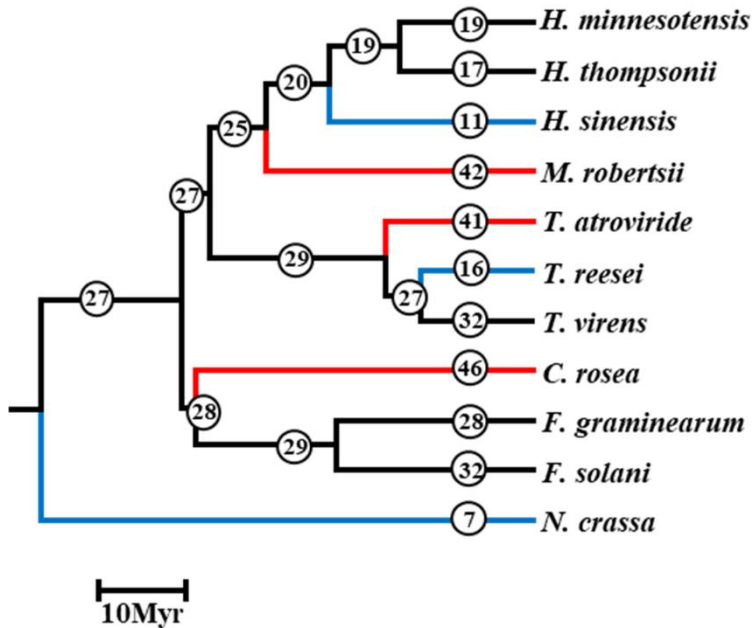 19 H. minnesotensis
19
17 H. thompsonii
20
11 H. sinensis
25
42 M. robertsii
27
41 T. atroviride
29
16 T. reesei
27
27
32 T. virens
46 C. rosea
28
28 F. graminearum
29
32 F. solani
7 N. crassa
10Myr